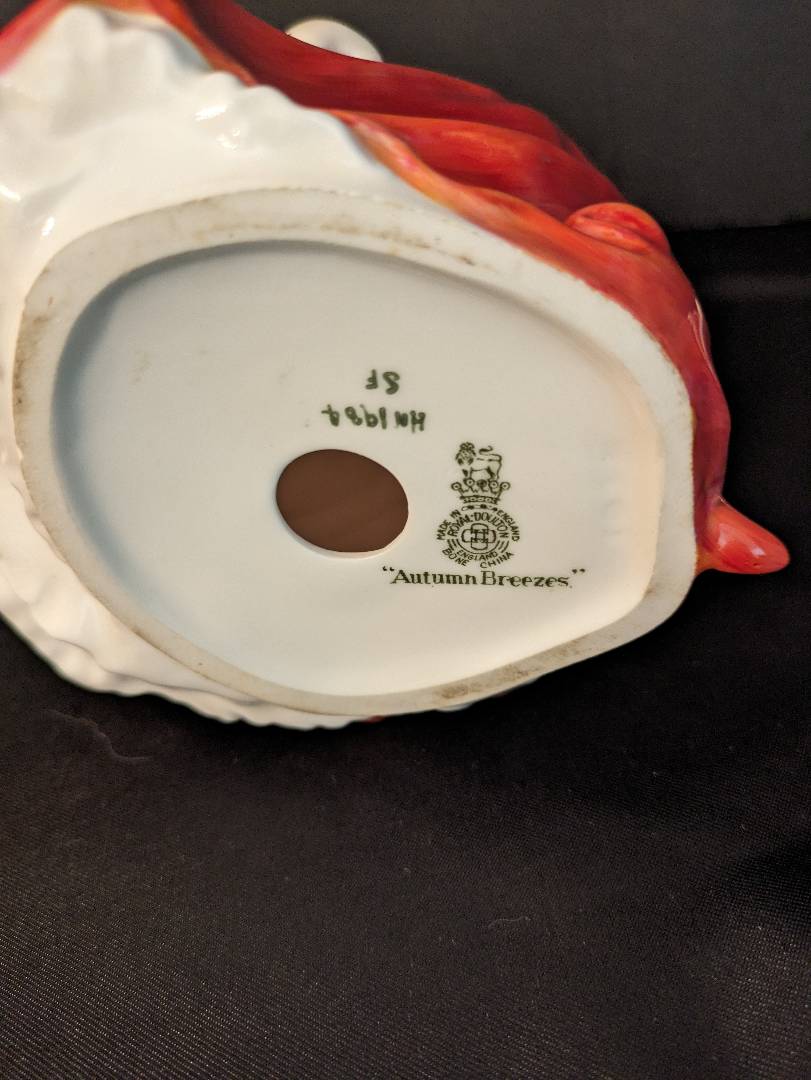 SF
HN1934
MADE IN ENGLAND
ROYAL·DOULTON
ENGLAND
BONE CHINA
"Autumn Breezes."